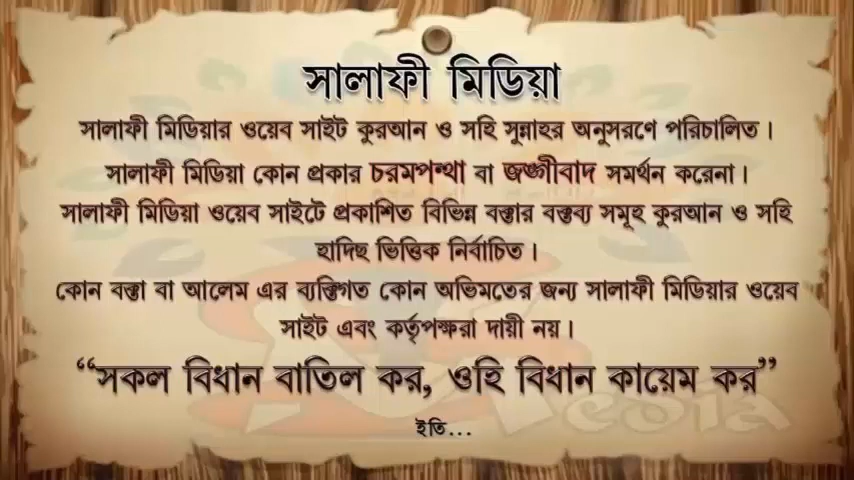 সালাফী মিডিয়া
সালাফী মিডিয়ার ওয়েব সাইট কুরআন ও সহি সুন্নাহর অনুসরণে পরিচালিত।
সালাফী মিডিয়া কোন প্রকার চরমপন্থা বা জঙ্গীবাদ সমর্থন করেনা।
সালাফী মিডিয়া ওয়েব সাইটে প্রকাশিত বিভিন্ন বক্তার বক্তব্য সমূহ কুরআন ও সহি
হাদিছ ভিত্তিক নির্বাচিত।
কোন বক্তা বা আলেম এর ব্যক্তিগত কোন অভিমতের জন্য সালাফী মিডিয়ার ওয়েব
সাইট এবং কর্তৃপক্ষরা দায়ী নয়।
“সকল বিধান বাতিল কর, ওহি বিধান কায়েম কর”
ইতি...